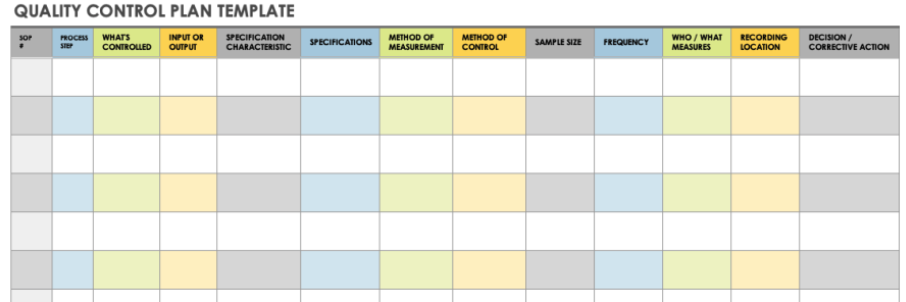 QUALITY CONTROL PLAN TEMPLATE
SOP #
PROCESS STEP
WHAT'S CONTROLLED
INPUT OR OUTPUT
SPECIFICATION CHARACTERISTIC
SPECIFICATIONS
METHOD OF MEASUREMENT
METHOD OF CONTROL
SAMPLE SIZE
FREQUENCY
WHO / WHAT MEASURES
RECORDING LOCATION
DECISION / CORRECTIVE ACTION